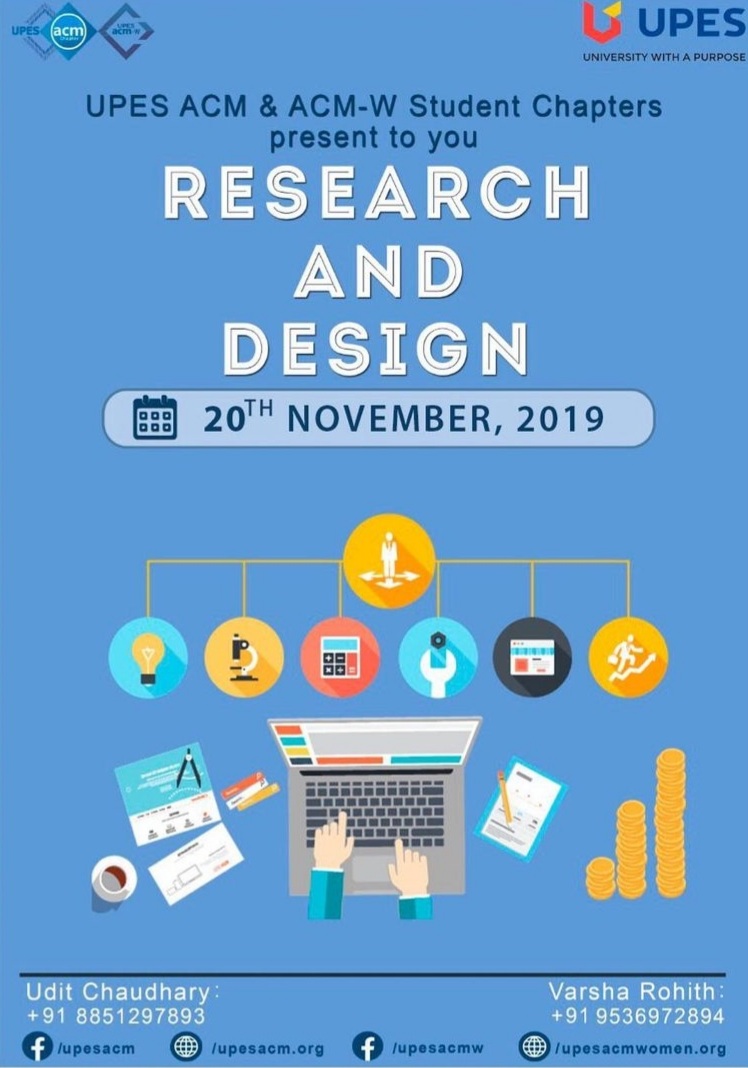 UPES acm
UPES acm-w
UPES
UNIVERSITY WITH A PURPOSE
UPES ACM & ACM-W Student Chapters
present to you
RESEARCH
AND
DESIGN
20TH NOVEMBER, 2019
Udit Chaudhary: Varsha Rohith:
+91 8851297893 +91 9536972894
/upesacm /upesacm.org /upesacmw /upesacmwomen.org